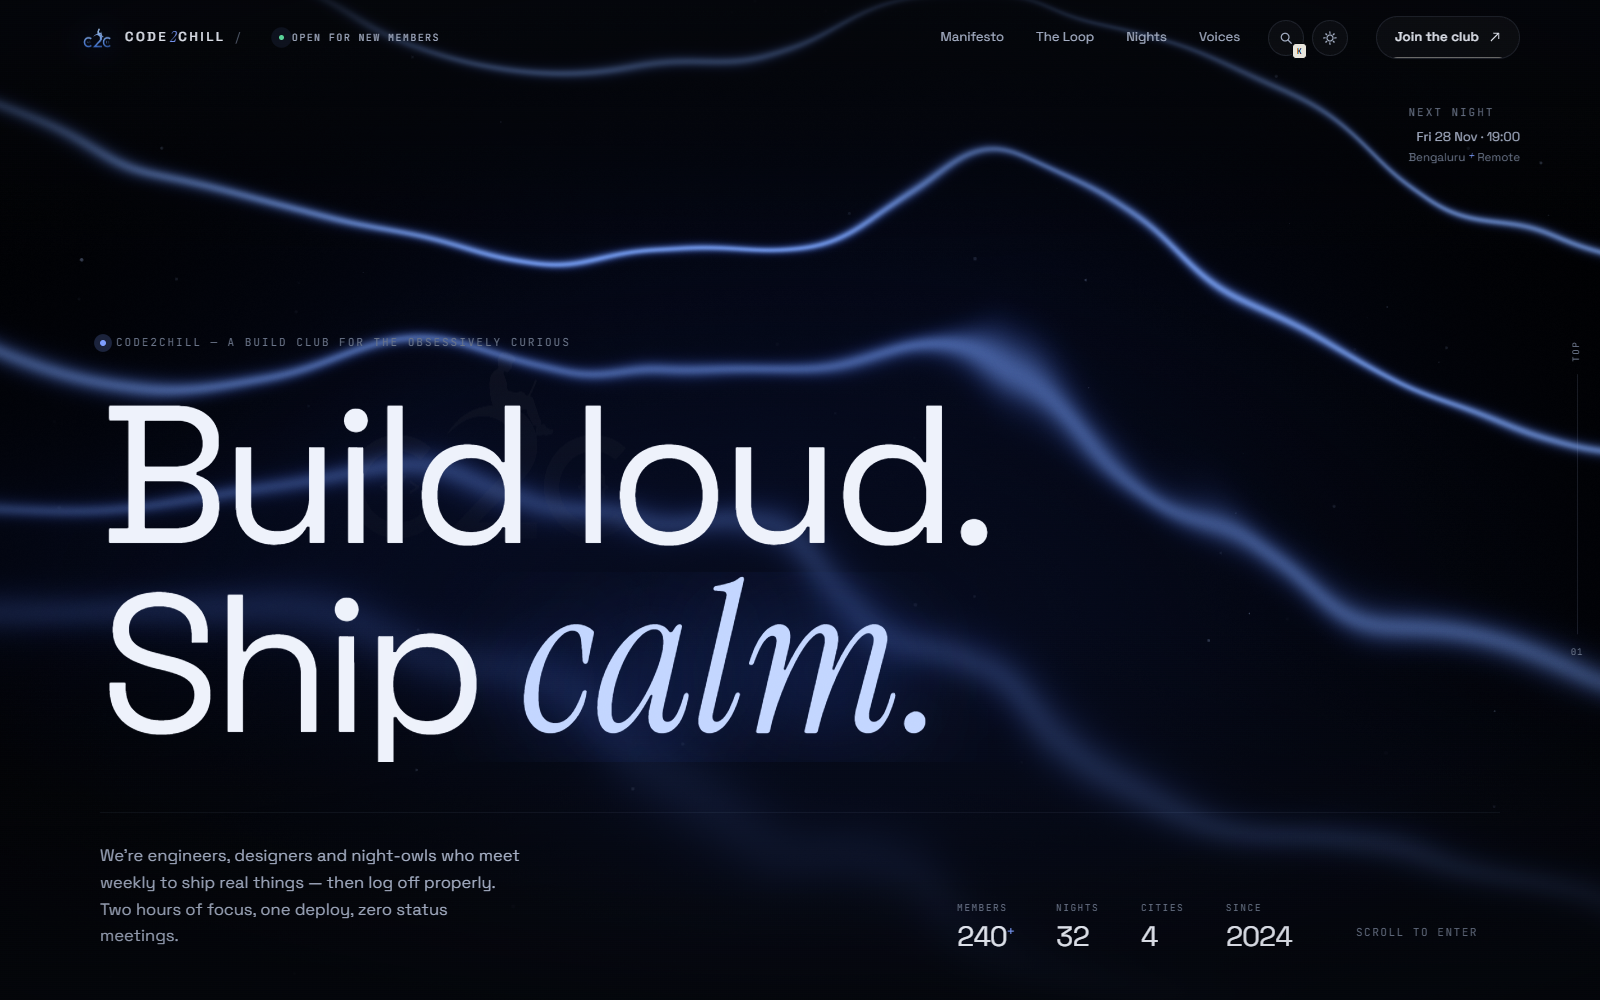 c2c CODE2CHILL / OPEN FOR NEW MEMBERS
Manifesto The Loop Nights Voices K Join the club
NEXT NIGHT
Fri 28 Nov · 19:00
Bengaluru + Remote
TOP
CODE2CHILL — A BUILD CLUB FOR THE OBSESSIVELY CURIOUS
Build loud.
Ship calm.
01
We're engineers, designers and night-owls who meet
weekly to ship real things — then log off properly.
Two hours of focus, one deploy, zero status
meetings.
MEMBERS NIGHTS CITIES SINCE
240+ 32 4 2024
SCROLL TO ENTER